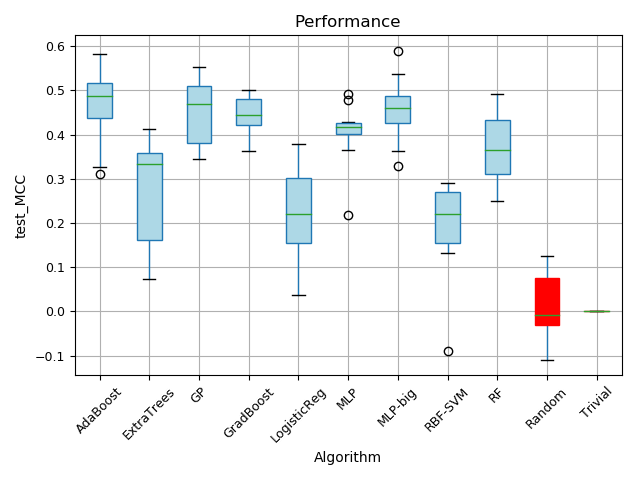 Performance
0.6
0.5
0.4
0.3
0.2
0.1
0.0
−0.1
test_MCC
AdaBoost
ExtraTrees
GP
GradBoost
LogisticReg
MLP
MLP-big
RBF-SVM
RF
Random
Trivial
Algorithm